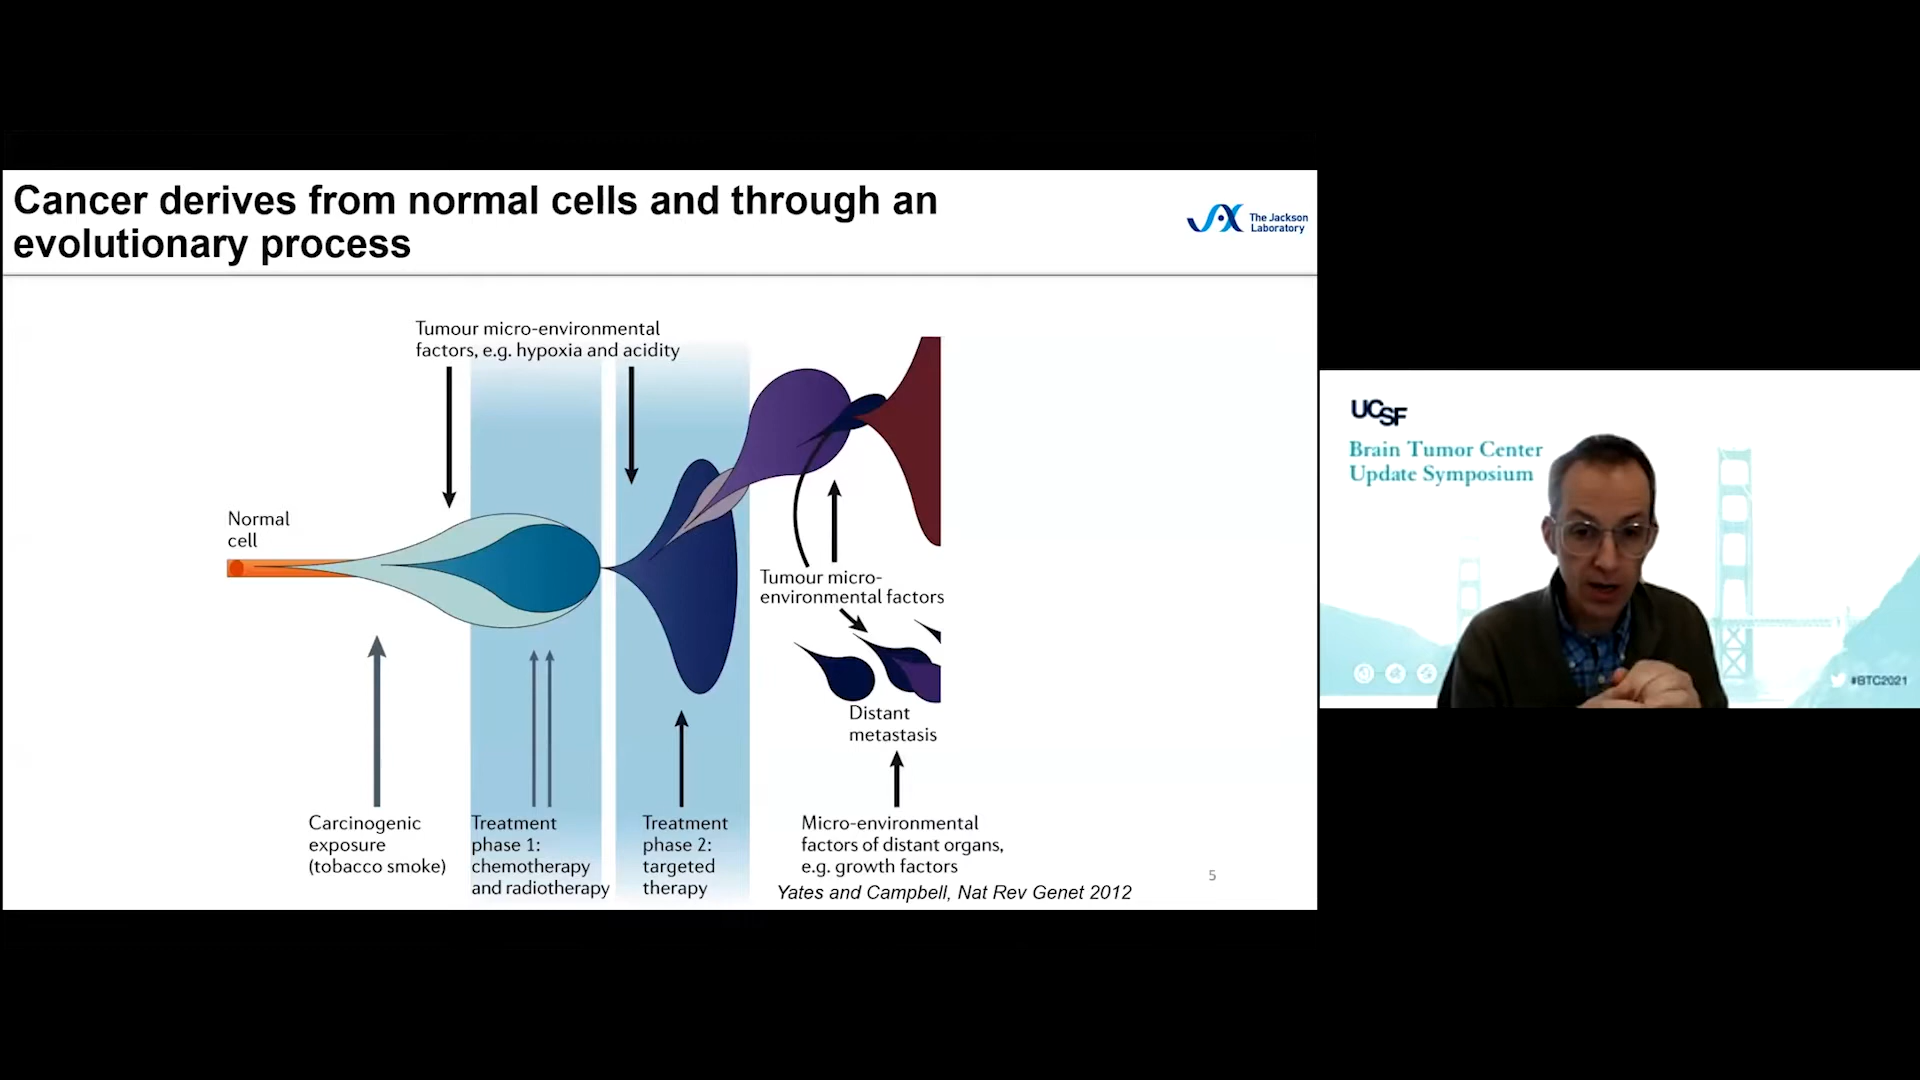 Cancer derives from normal cells and through an
evolutionary process
The Jackson
Laboratory
Tumour micro-environmental
factors, e.g. hypoxia and acidity
Normal
cell
Tumour micro-
environmental factors
Distant
metastasis
Carcinogenic
exposure
(tobacco smoke)
Treatment
phase 1:
chemotherapy
and radiotherapy
Treatment
phase 2:
targeted
therapy
Micro-environmental
factors of distant organs,
e.g. growth factors
Yates and Campbell, Nat Rev Genet 2012
5
UCSF
Brain Tumor Center
Update Symposium
#BTC2021